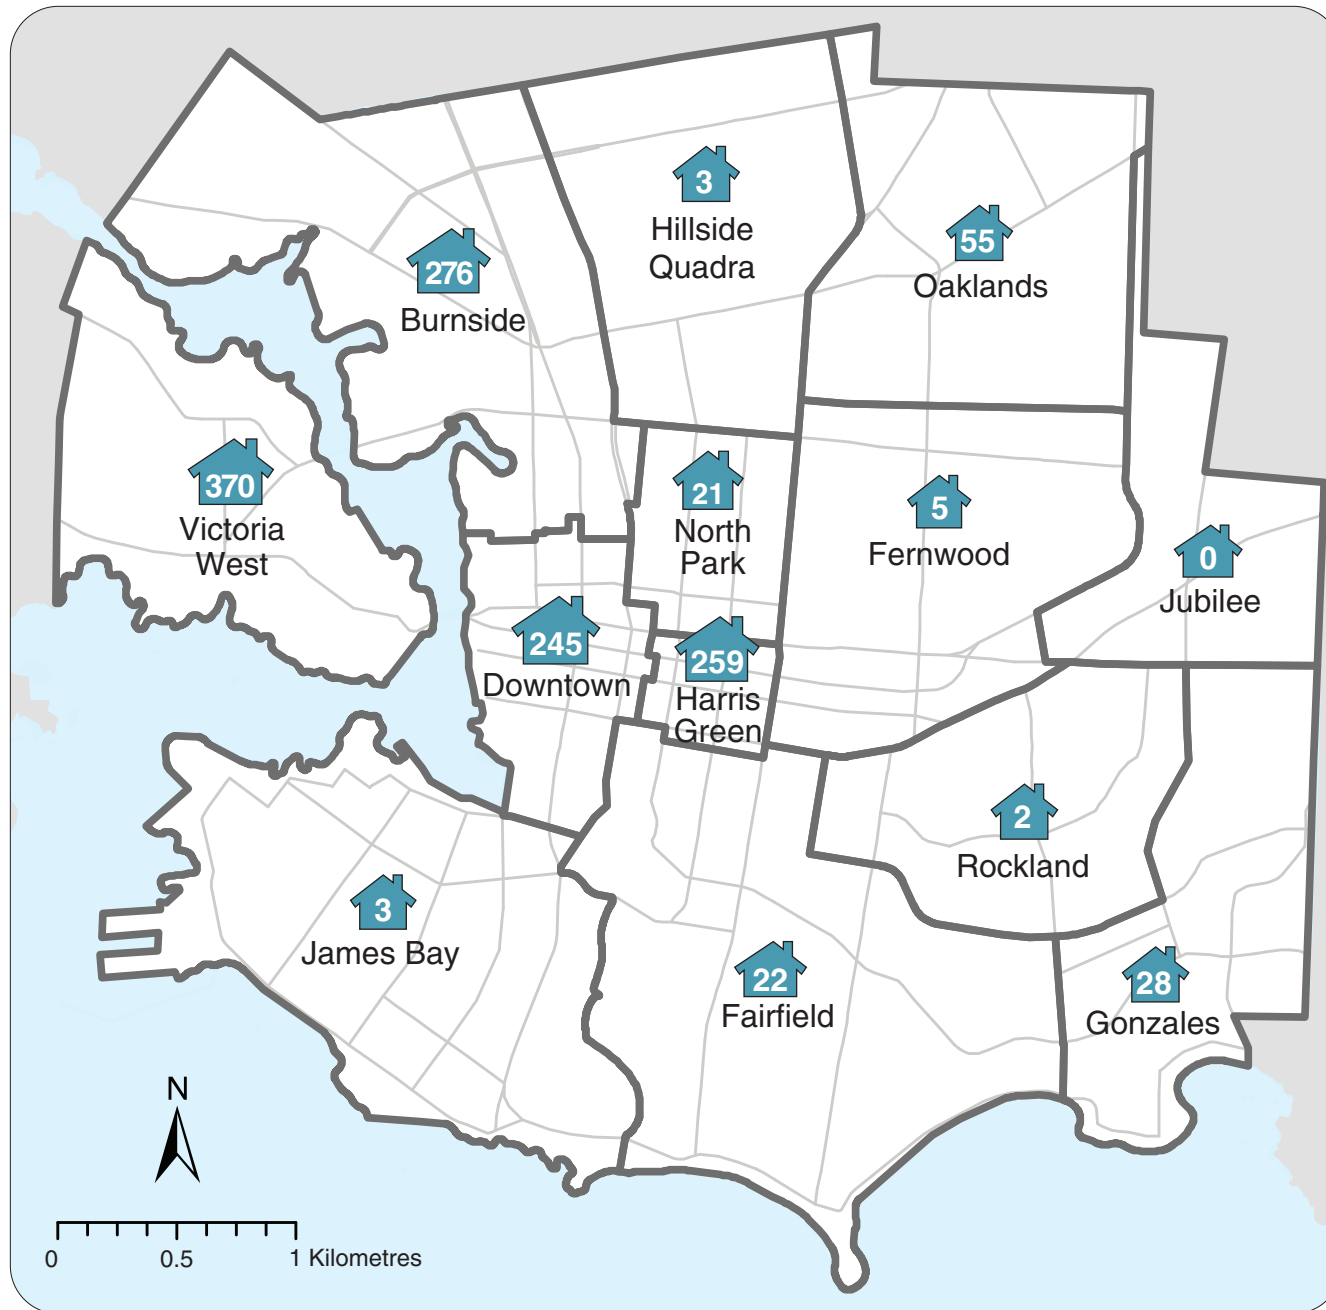 3
Hillside
Quadra
55
Oaklands
276
Burnside
370
Victoria
West
21
North
Park
5
Fernwood
0
Jubilee
245
Downtown
259
Harris
Green
2
Rockland
3
James Bay
22
Fairfield
28
Gonzales
N
0 0.5 1 Kilometres